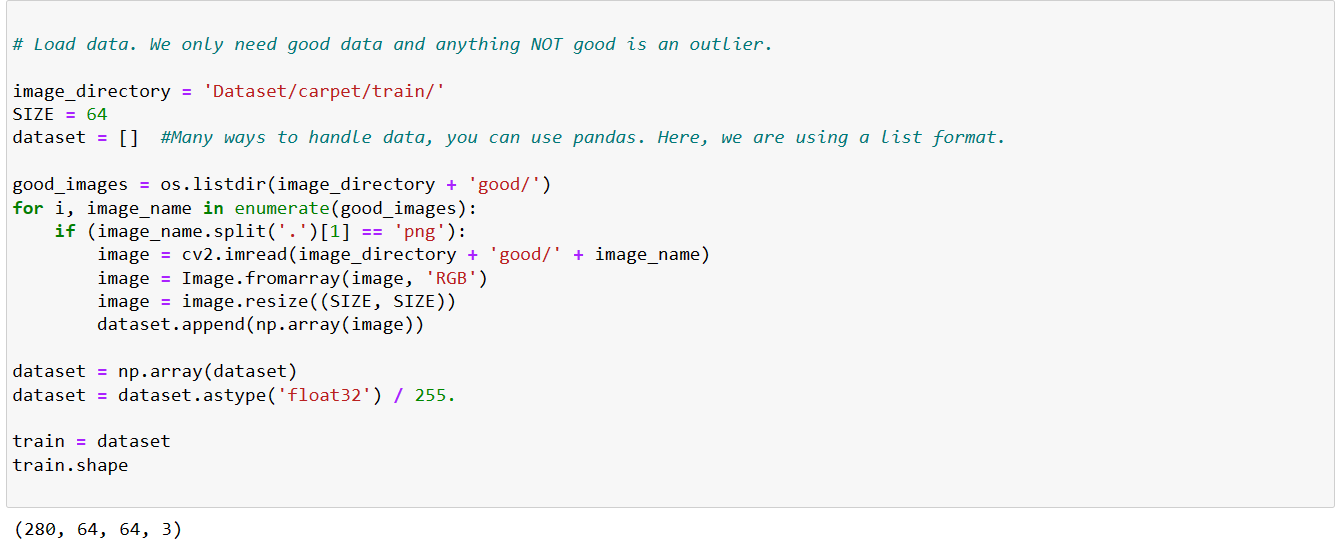 # Load data. We only need good data and anything NOT good is an outlier.
image_directory = 'Dataset/carpet/train/'
SIZE = 64
dataset = []  #Many ways to handle data, you can use pandas. Here, we are using a list format.
good_images = os.listdir(image_directory + 'good/')
for i, image_name in enumerate(good_images):
    if (image_name.split('.')[1] == 'png'):
        image = cv2.imread(image_directory + 'good/' + image_name)
        image = Image.fromarray(image, 'RGB')
        image = image.resize((SIZE, SIZE))
        dataset.append(np.array(image))
dataset = np.array(dataset)
dataset = dataset.astype('float32') / 255.
train = dataset
train.shape
(280, 64, 64, 3)